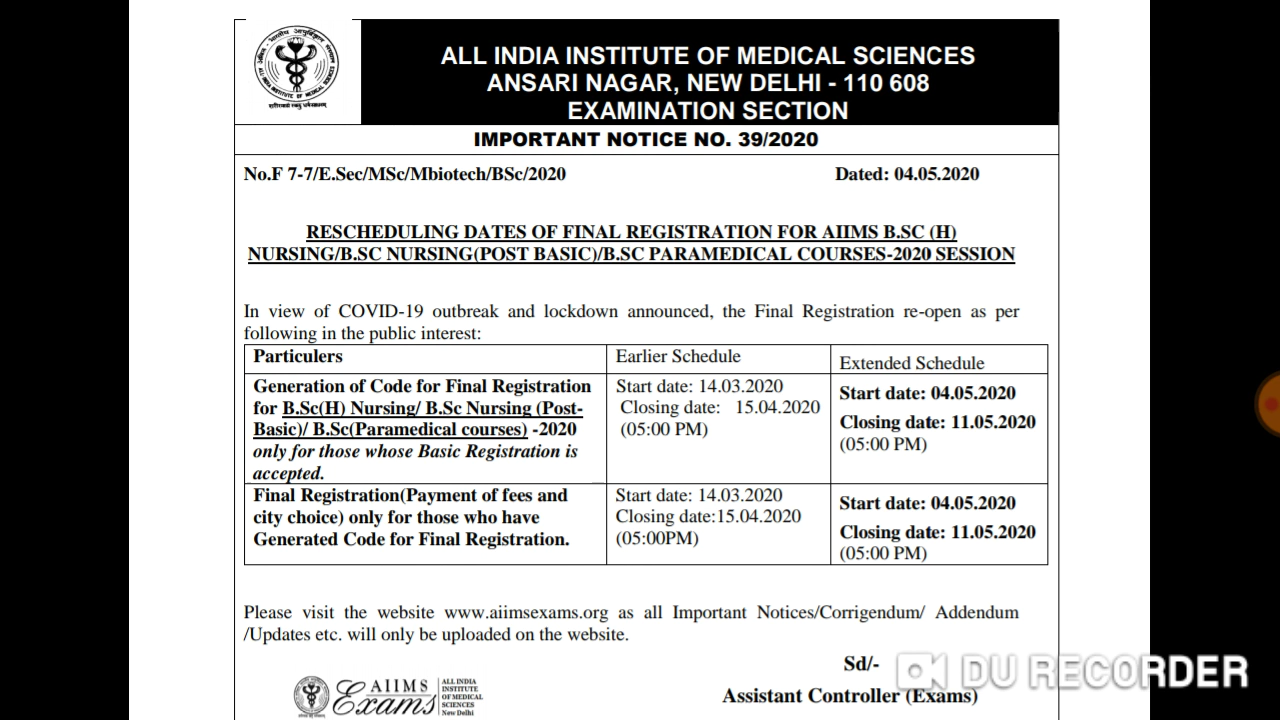 ALL INDIA INSTITUTE OF MEDICAL SCIENCES
ANSARI NAGAR, NEW DELHI - 110 608
EXAMINATION SECTION
IMPORTANT NOTICE NO. 39/2020
No.F 7-7/E.Sec/MSc/Mbiotech/BSc/2020
Dated: 04.05.2020
RESCHEDULING DATES OF FINAL REGISTRATION FOR AIIMS B.SC (H)
NURSING/B.SC NURSING(POST BASIC)/B.SC PARAMEDICAL COURSES-2020 SESSION
In view of COVID-19 outbreak and lockdown announced, the Final Registration re-open as per
following in the public interest:
Particulers
Earlier Schedule
Extended Schedule
Generation of Code for Final Registration
for B.Sc(H) Nursing/ B.Sc Nursing (Post-
Basic)/ B.Sc(Paramedical courses) -2020
only for those whose Basic Registration is
accepted.
Start date: 14.03.2020
Closing date: 15.04.2020
(05:00 PM)
Start date: 04.05.2020
Closing date: 11.05.2020
(05:00 PM)
Final Registration(Payment of fees and
city choice) only for those who have
Generated Code for Final Registration.
Start date: 14.03.2020
Closing date:15.04.2020
(05:00PM)
Start date: 04.05.2020
Closing date: 11.05.2020
(05:00 PM)
Please visit the website www.aiimsexams.org as all Important Notices/Corrigendum/ Addendum
/Updates etc. will only be uploaded on the website.
Sd/-
Assistant Controller (Exams)
AIIMS
Exams
ALL INDIA
INSTITUTE
OF MEDICAL
SCIENCES
New Delhi
DU RECORDER